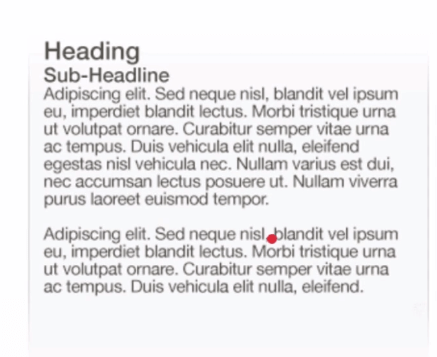 Heading
Sub-Headline
Adipiscing elit. Sed neque nisl, blandit vel ipsum
eu, imperdiet blandit lectus. Morbi tristique urna
ut volutpat ornare. Curabitur semper vitae urna
ac tempus. Duis vehicula elit nulla, eleifend
egestas nisl vehicula nec. Nullam varius est dui,
nec accumsan lectus posuere ut. Nullam viverra
purus laoreet euismod tempor.
Adipiscing elit. Sed neque nisl, blandit vel ipsum
eu, imperdiet blandit lectus. Morbi tristique urna
ut volutpat ornare. Curabitur semper vitae urna
ac tempus. Duis vehicula elit nulla, eleifend.